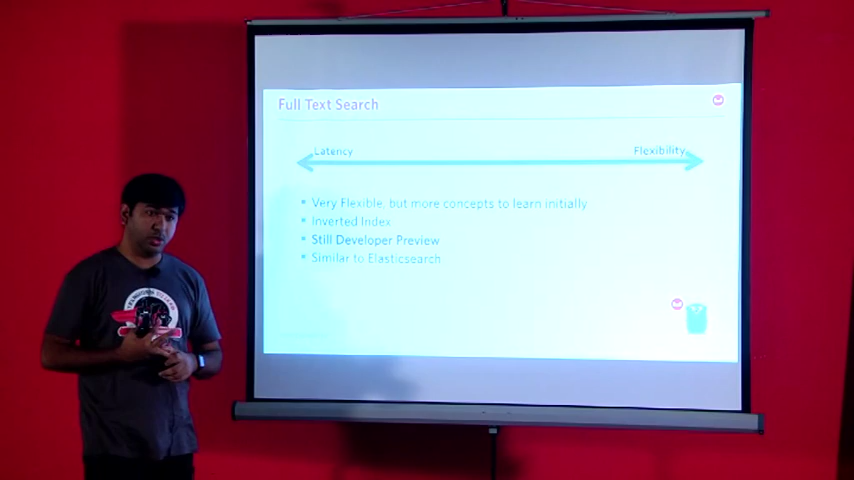 Full Text Search
Latency
Flexibility
Very Flexible, but more concepts to learn initially
Inverted Index
Still Developer Preview
Similar to Elasticsearch